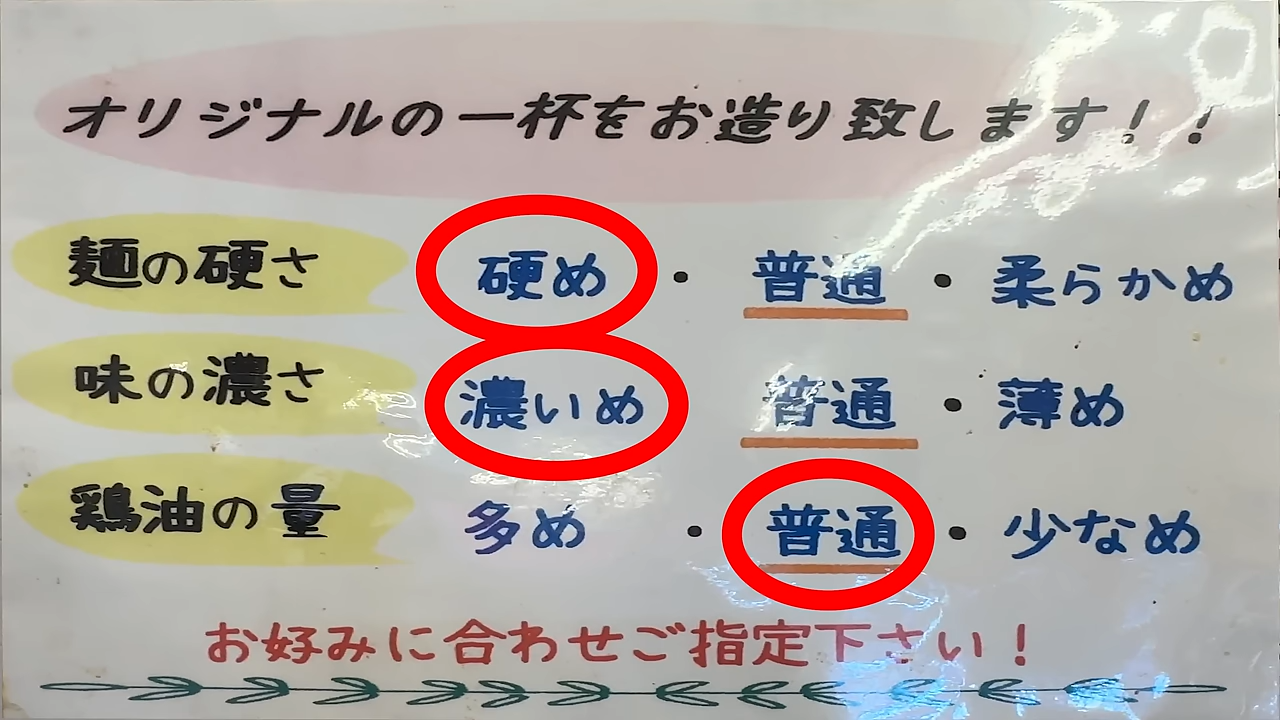 オリジナルの一杯をお造り致します！！
麺の硬さ 硬め ・ 普通 ・ 柔らかめ
味の濃さ 濃いめ 普通 ・ 薄め
鶏油の量 多め ・ 普通 ・ 少なめ
お好みに合わせご指定下さい！